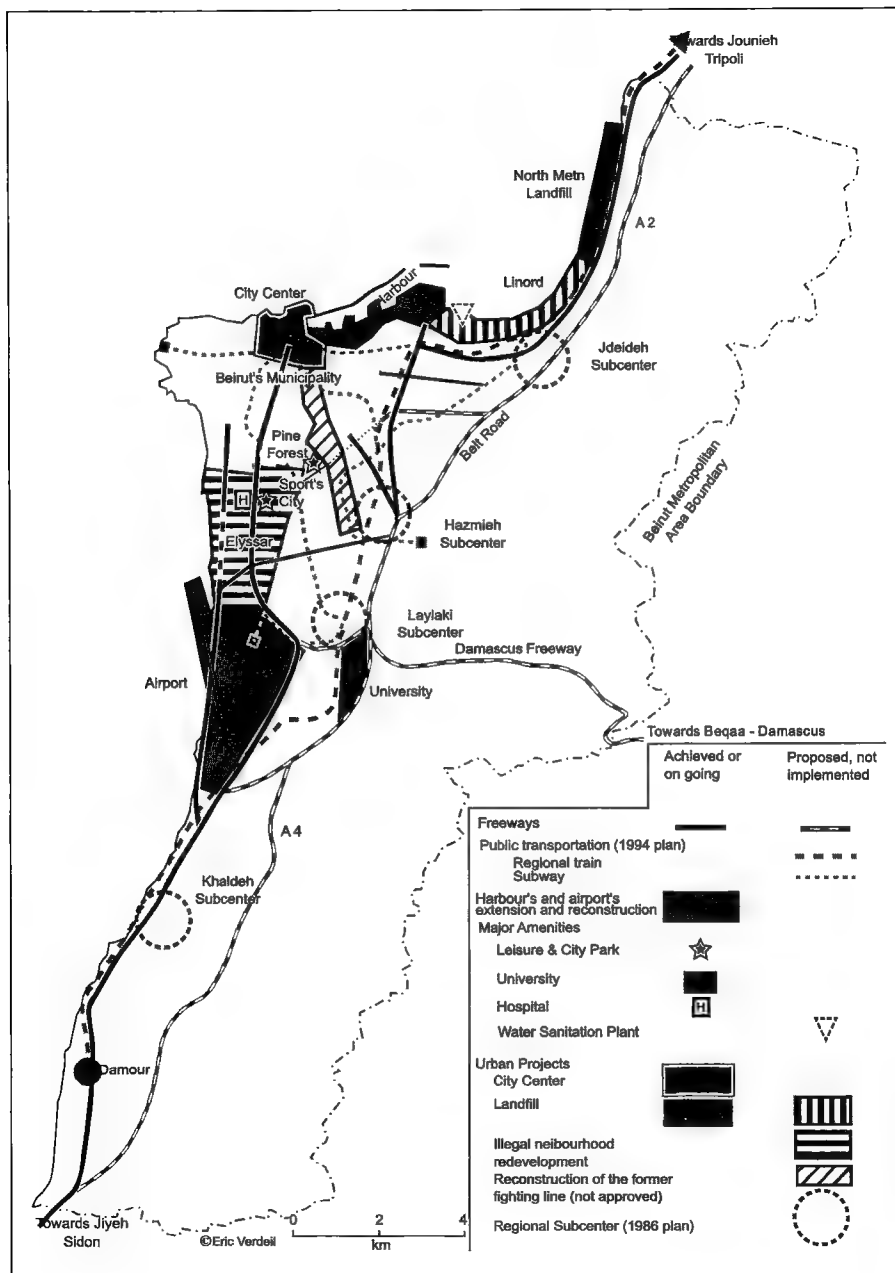 Towards Jounieh
Tripoli
North Metn
Landfill
A 2
Linord
City Center
Harbour
Jdeideh
Subcenter
Beirut's Municipality
Belt Road
Pine
Forest
Sport's
City
H
Elyssar
Hazmieh
Subcenter
Beirut Metropolitan
Area Boundary
Laylaki
Subcenter
Damascus Freeway
Airport
University
Towards Beqaa - Damascus
A 4
Khaldeh
Subcenter
Damour
Towards Jiyeh
Sidon
©Eric Verdeil
0 2 4
km
Achieved or
on going
Proposed, not
implemented
Freeways
Public transportation (1994 plan)
Regional train
Subway
Harbour's and airport's
extension and reconstruction
Major Amenities
Leisure & City Park
University
Hospital
H
Water Sanitation Plant
Urban Projects
City Center
Landfill
Illegal neibourhood
redevelopment
Reconstruction of the former
fighting line (not approved)
Regional Subcenter (1986 plan)